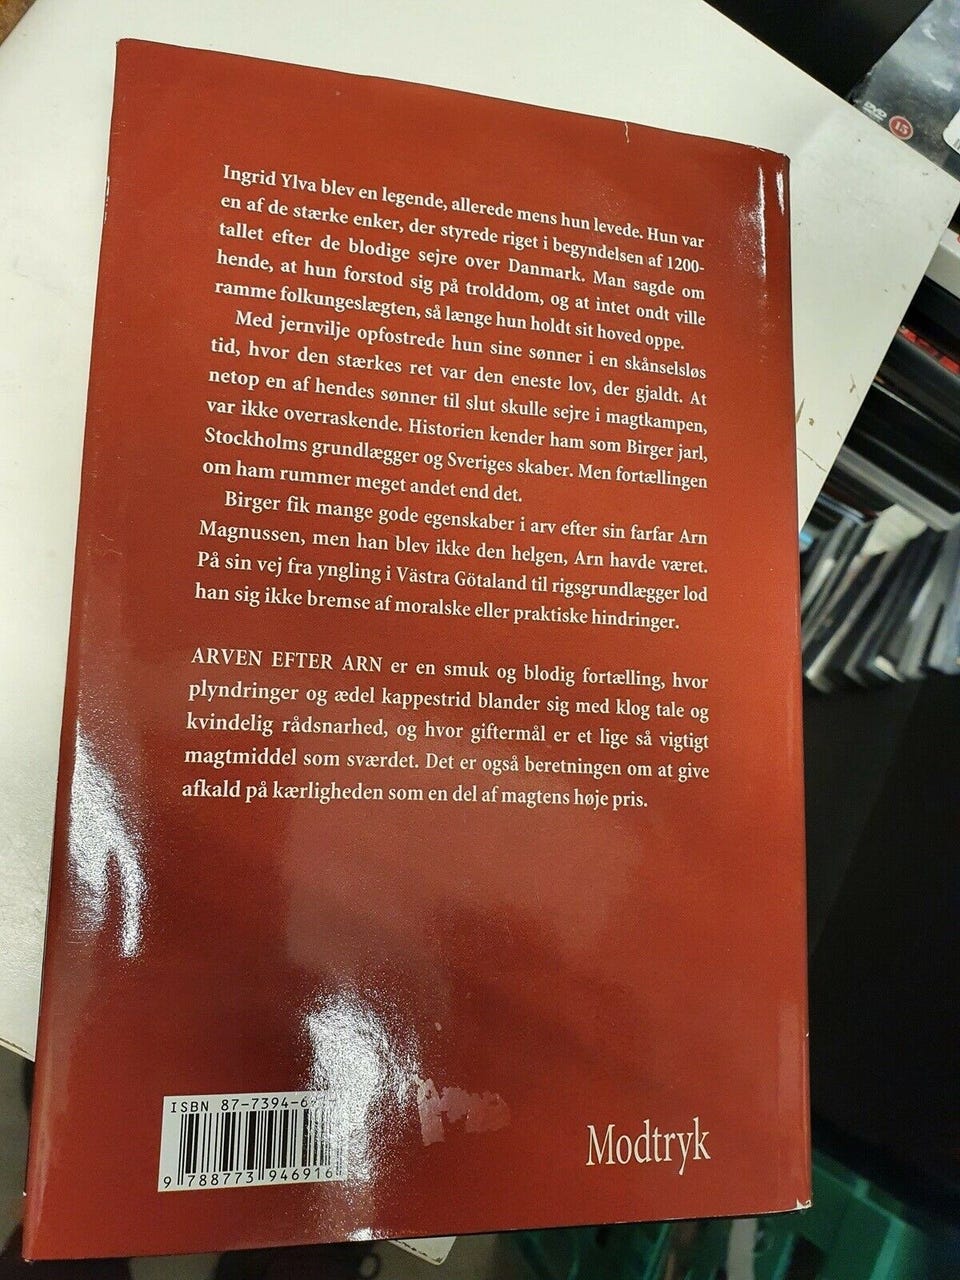 Ingrid Ylva blev en legende, allerede mens hun levede. Hun var
en af de stærke enker, der styrede riget i begyndelsen af 1200-
tallet efter de blodige sejre over Danmark. Man sagde om
hende, at hun forstod sig på trolddom, og at intet ondt ville
ramme folkungeslægten, så længe hun holdt sit hoved oppe.
Med jernvilje opfostrede hun sine sønner i en skånselsløs
tid, hvor den stærkes ret var den eneste lov, der gjaldt. At
netop en af hendes sønner til slut skulle sejre i magtkampen,
var ikke overraskende. Historien kender ham som Birger jarl,
Stockholms grundlægger og Sveriges skaber. Men fortællingen
om ham rummer meget andet end det.
Birger fik mange gode egenskaber i arv efter sin farfar Arn
Magnussen, men han blev ikke den helgen, Arn havde været.
På sin vej fra yngling i Västra Götaland til rigsgrundlægger lod
han sig ikke bremse af moralske eller praktiske hindringer.
ARVEN EFTER ARN er en smuk og blodig fortælling, hvor
plyndringer og ædel kappestrid blander sig med klog tale og
kvindelig rådsnarhed, og hvor giftermål er et lige så vigtigt
magtmiddel som sværdet. Det er også beretningen om at give
afkald på kærligheden som en del af magtens høje pris.
ISBN 87-7394-6
9 788773 946916
Modtryk
DVD
15